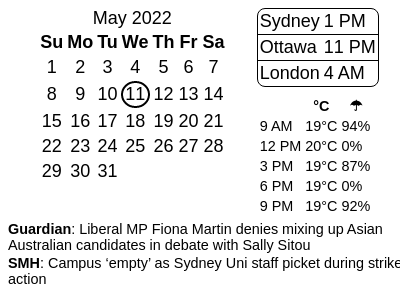 May 2022
Su Mo Tu We Th Fr Sa
1 2 3 4 5 6 7
8 9 10 11 12 13 14
15 16 17 18 19 20 21
22 23 24 25 26 27 28
29 30 31
Sydney 1 PM
Ottawa 11 PM
London 4 AM
°C ☂
9 AM 19°C 94%
12 PM 20°C 0%
3 PM 19°C 87%
6 PM 19°C 0%
9 PM 19°C 92%
Guardian: Liberal MP Fiona Martin denies mixing up Asian
Australian candidates in debate with Sally Sitou
SMH: Campus ‘empty’ as Sydney Uni staff picket during strike
action